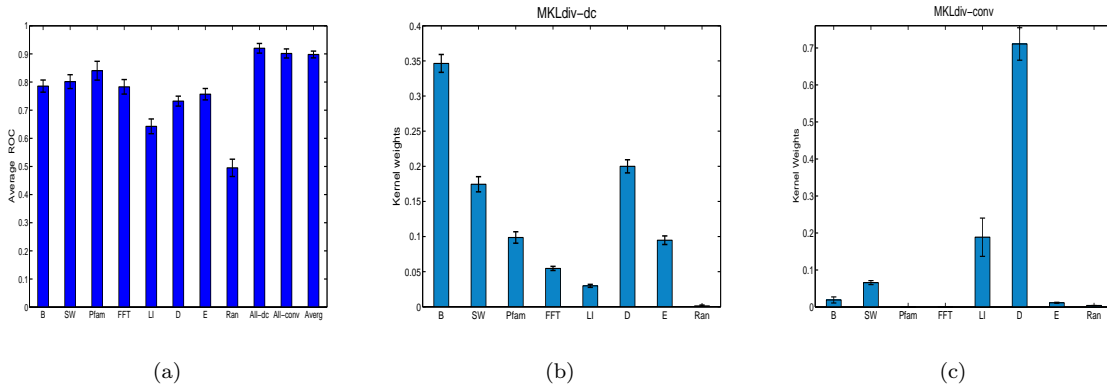 1
0.9
0.8
0.7
0.6
0.5
0.4
0.3
0.2
0.1
0
Average ROC
B SW Pfam FFT LI D E Ran All-dc All-conv Averg
(a)
MKLdiv-dc
0.4
0.35
0.3
0.25
0.2
0.15
0.1
0.05
0
Kernel weights
B SW Pfam FFT LI D E Ran
(b)
MKLdiv-conv
0.7
0.6
0.5
0.4
0.3
0.2
0.1
0
Kernel Weights
B SW Pfam FFT LI D E Ran
(c)